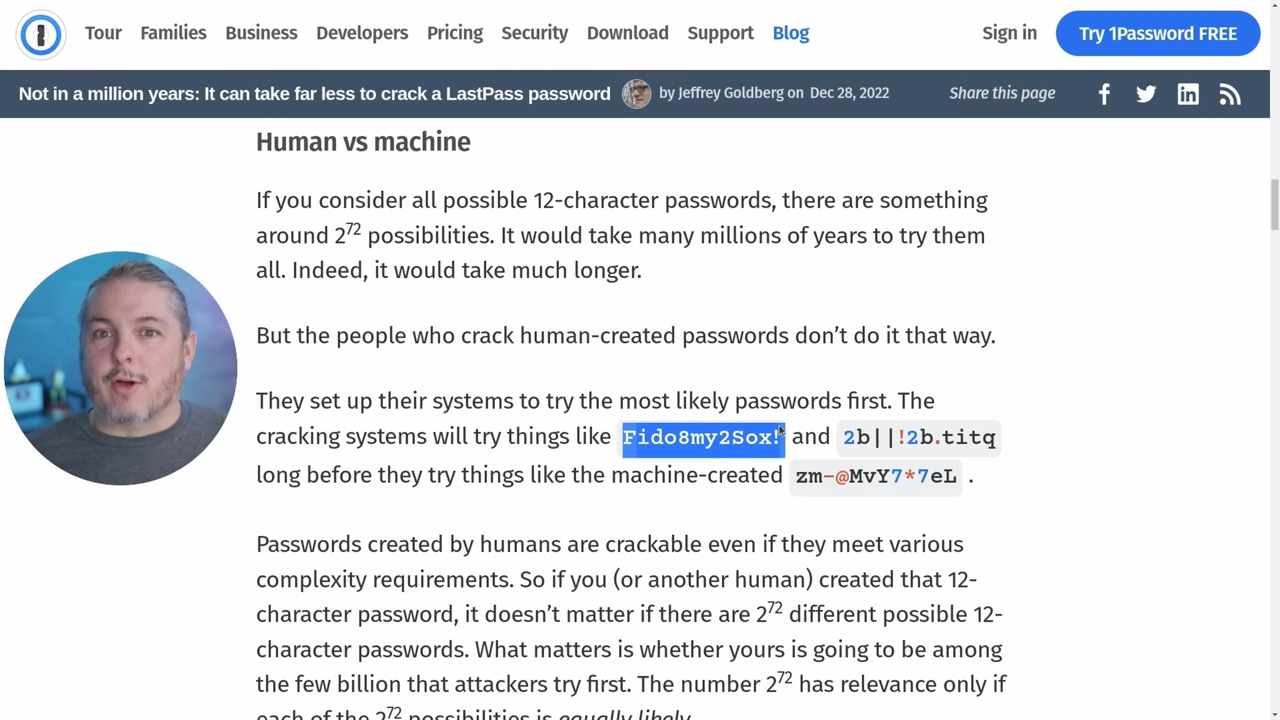 Tour Families Business Developers Pricing Security Download Support Blog Sign in Try 1Password FREE
Not in a million years: It can take far less to crack a LastPass password by Jeffrey Goldberg on Dec 28, 2022 Share this page
Human vs machine
If you consider all possible 12-character passwords, there are something
around 2⁷² possibilities. It would take many millions of years to try them
all. Indeed, it would take much longer.
But the people who crack human-created passwords don’t do it that way.
They set up their systems to try the most likely passwords first. The
cracking systems will try things like Fido8my2Sox! and 2b||!2b.titq
long before they try things like the machine-created zm-@MvY7*7eL .
Passwords created by humans are crackable even if they meet various
complexity requirements. So if you (or another human) created that 12-
character password, it doesn’t matter if there are 2⁷² different possible 12-
character passwords. What matters is whether yours is going to be among
the few billion that attackers try first. The number 2⁷² has relevance only if
each of the 2⁷² possibilities is equally likely.